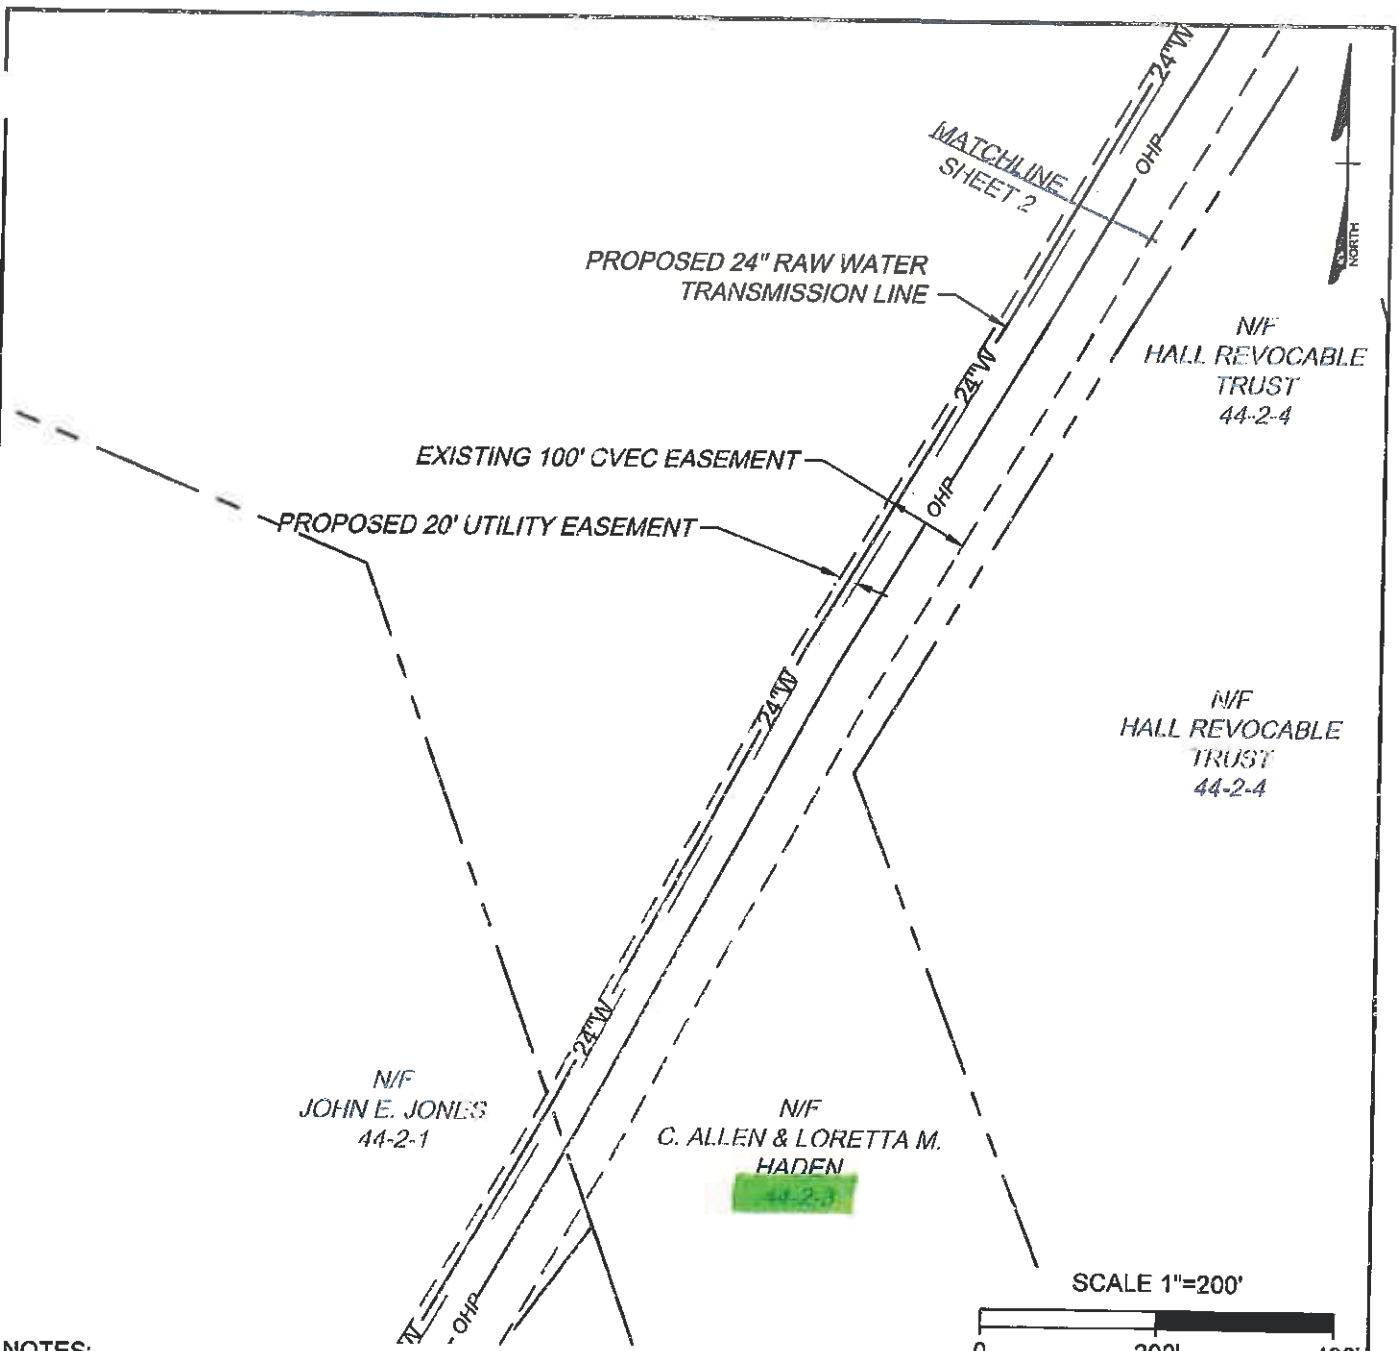 24"W
OHP
MATCHLINE
SHEET 2
NORTH
PROPOSED 24" RAW WATER
TRANSMISSION LINE
N/F
HALL REVOCABLE
TRUST
44-2-4
24"W
EXISTING 100' CVEC EASEMENT
OHP
PROPOSED 20' UTILITY EASEMENT
24"W
N/F
HALL REVOCABLE
TRUST
44-2-4
24"W
N/F
JOHN E. JONES
44-2-1
N/F
C. ALLEN & LORETTA M.
HADEN
44-2-3
SCALE 1"=200'
OHP
W
NOTES:
0 200' 400'